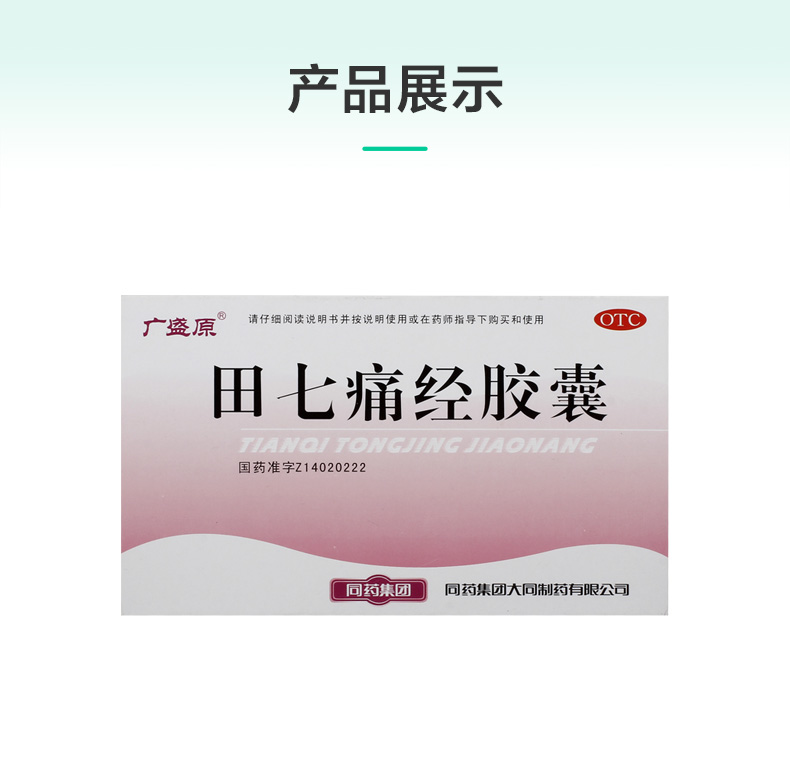 产品展示
广盛原®
请仔细阅读说明书并按说明使用或在药师指导下购买和使用
OTC
田七痛经胶囊
TIANQI TONGJING JIAONANG
国药准字Z14020222
同药集团
同药集团大同制药有限公司